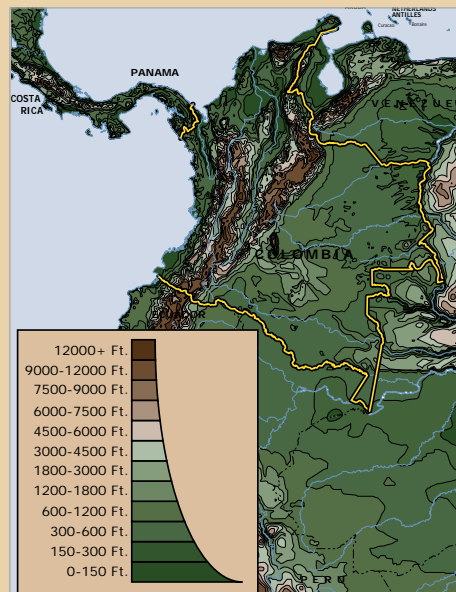 NETHERLANDS
ANTILLES
Curacao
Bonaire
PANAMA
COSTA
RICA
VENEZUE
COLOMBIA
12000+ Ft.
9000-12000 Ft.
7500-9000 Ft.
6000-7500 Ft.
4500-6000 Ft.
3000-4500 Ft.
1800-3000 Ft.
1200-1800 Ft.
600-1200 Ft.
300-600 Ft.
150-300 Ft.
0-150 Ft.
PERU